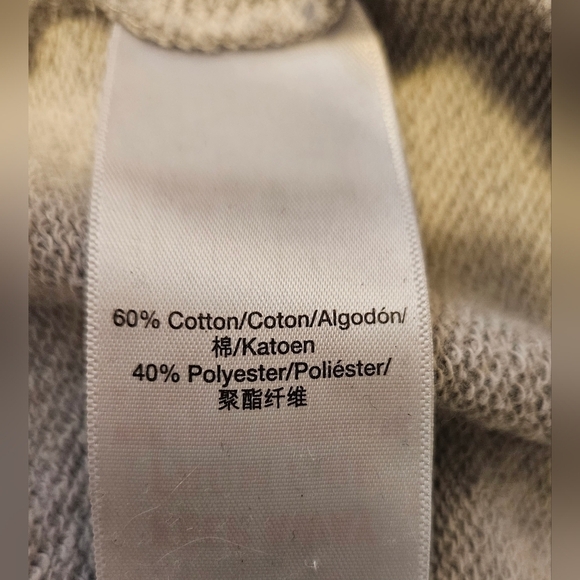 60% Cotton/Coton/Algodón/
棉/Katoen
40% Polyester/Poliéster/
聚酯纤维